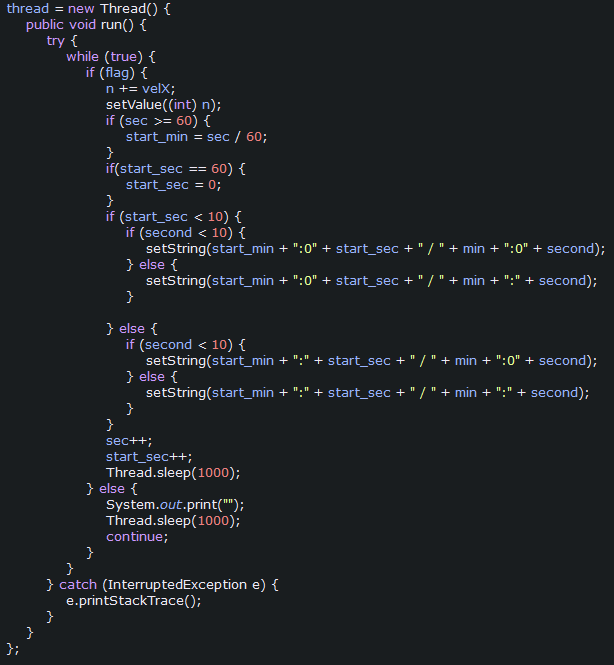 thread = new Thread() {
    public void run() {
        try {
            while (true) {
                if (flag) {
                    n += velX;
                    setValue((int) n);
                    if (sec >= 60) {
                        start_min = sec / 60;
                    }
                    if(start_sec == 60) {
                        start_sec = 0;
                    }
                    if (start_sec < 10) {
                        if (second < 10) {
                            setString(start_min + ":0" + start_sec + " / " + min + ":0" + second);
                        } else {
                            setString(start_min + ":0" + start_sec + " / " + min + ":" + second);
                        }

                    } else {
                        if (second < 10) {
                            setString(start_min + ":" + start_sec + " / " + min + ":0" + second);
                        } else {
                            setString(start_min + ":" + start_sec + " / " + min + ":" + second);
                        }
                    }
                    sec++;
                    start_sec++;
                    Thread.sleep(1000);
                } else {
                    System.out.print("");
                    Thread.sleep(1000);
                    continue;
                }
            }
        } catch (InterruptedException e) {
            e.printStackTrace();
        }
    }
};